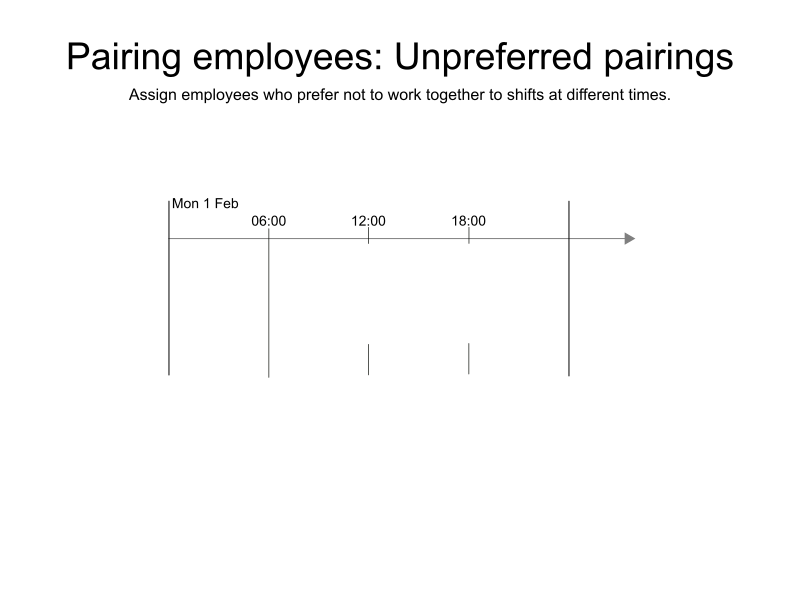 Pairing employees: Unpreferred pairings
Assign employees who prefer not to work together to shifts at different times.
Mon 1 Feb
06:00 12:00 18:00